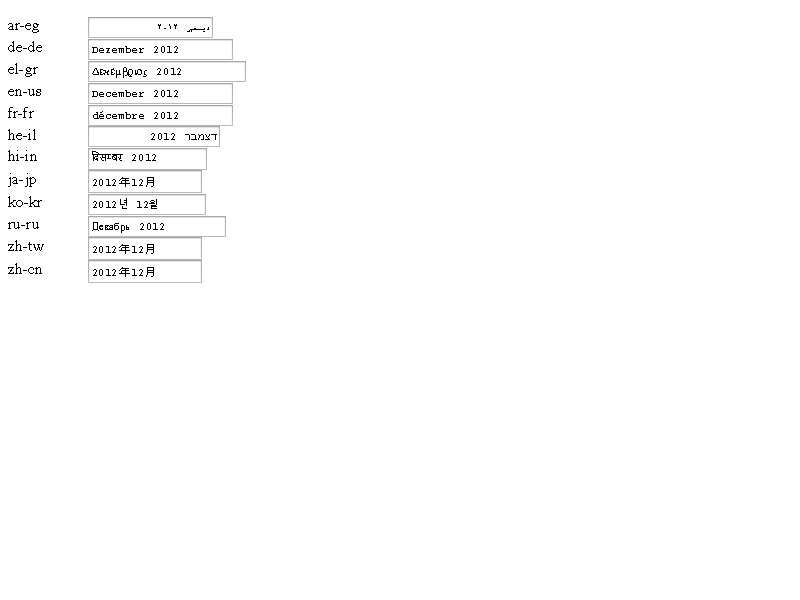 ar-eg ديسمبر ٢٠١٢
de-de Dezember 2012
el-gr Δεκέμβριος 2012
en-us December 2012
fr-fr décembre 2012
he-il דצמבר 2012
hi-in दिसम्बर 2012
ja-jp 2012年12月
ko-kr 2012년 12월
ru-ru Декабрь 2012
zh-tw 2012年12月
zh-cn 2012年12月